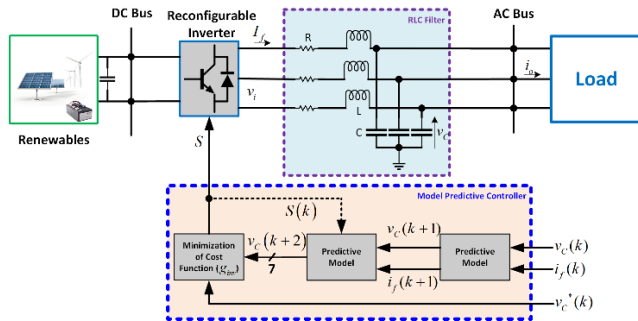 DC Bus
Reconfigurable
Inverter
RLC Filter
AC Bus
I_f
R
i_o
Load
v_i
L
Renewables
S
C
v_C
Model Predictive Controller
S(k)
Minimization
of Cost
Function (g_inv)
v_C(k+2)
7
Predictive
Model
v_C(k+1)
i_f(k+1)
Predictive
Model
v_C(k)
i_f(k)
v_C*(k)